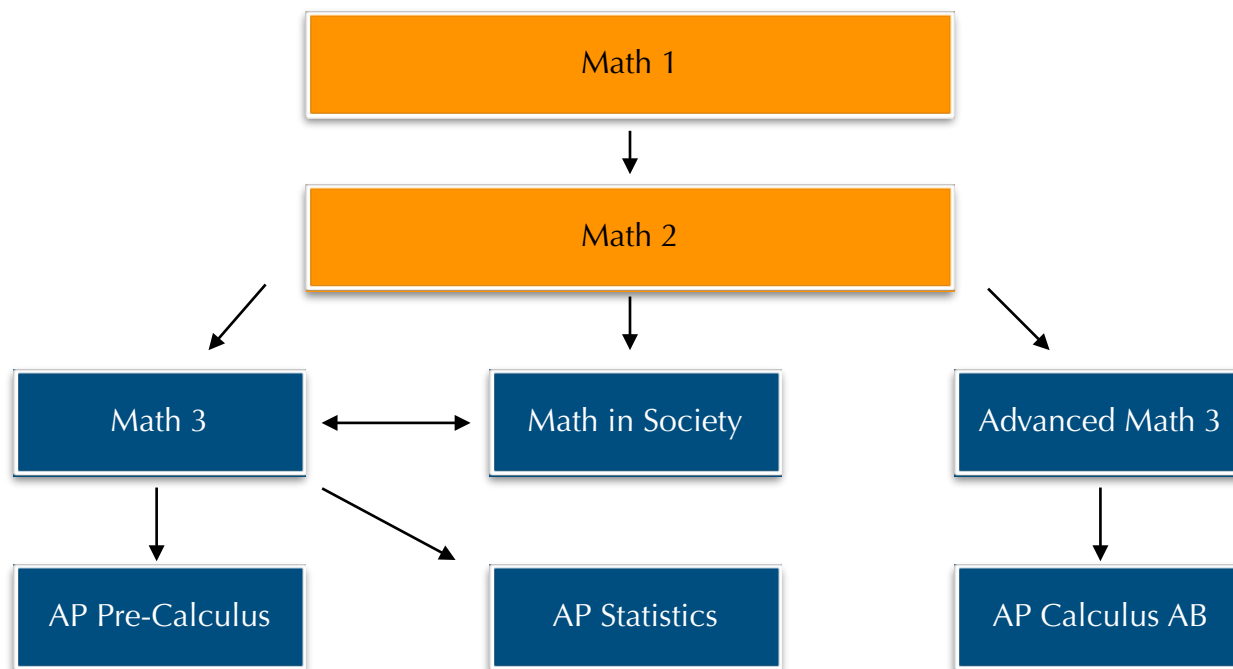 Math 1
Math 2
Math 3
Math in Society
Advanced Math 3
AP Pre-Calculus
AP Statistics
AP Calculus AB